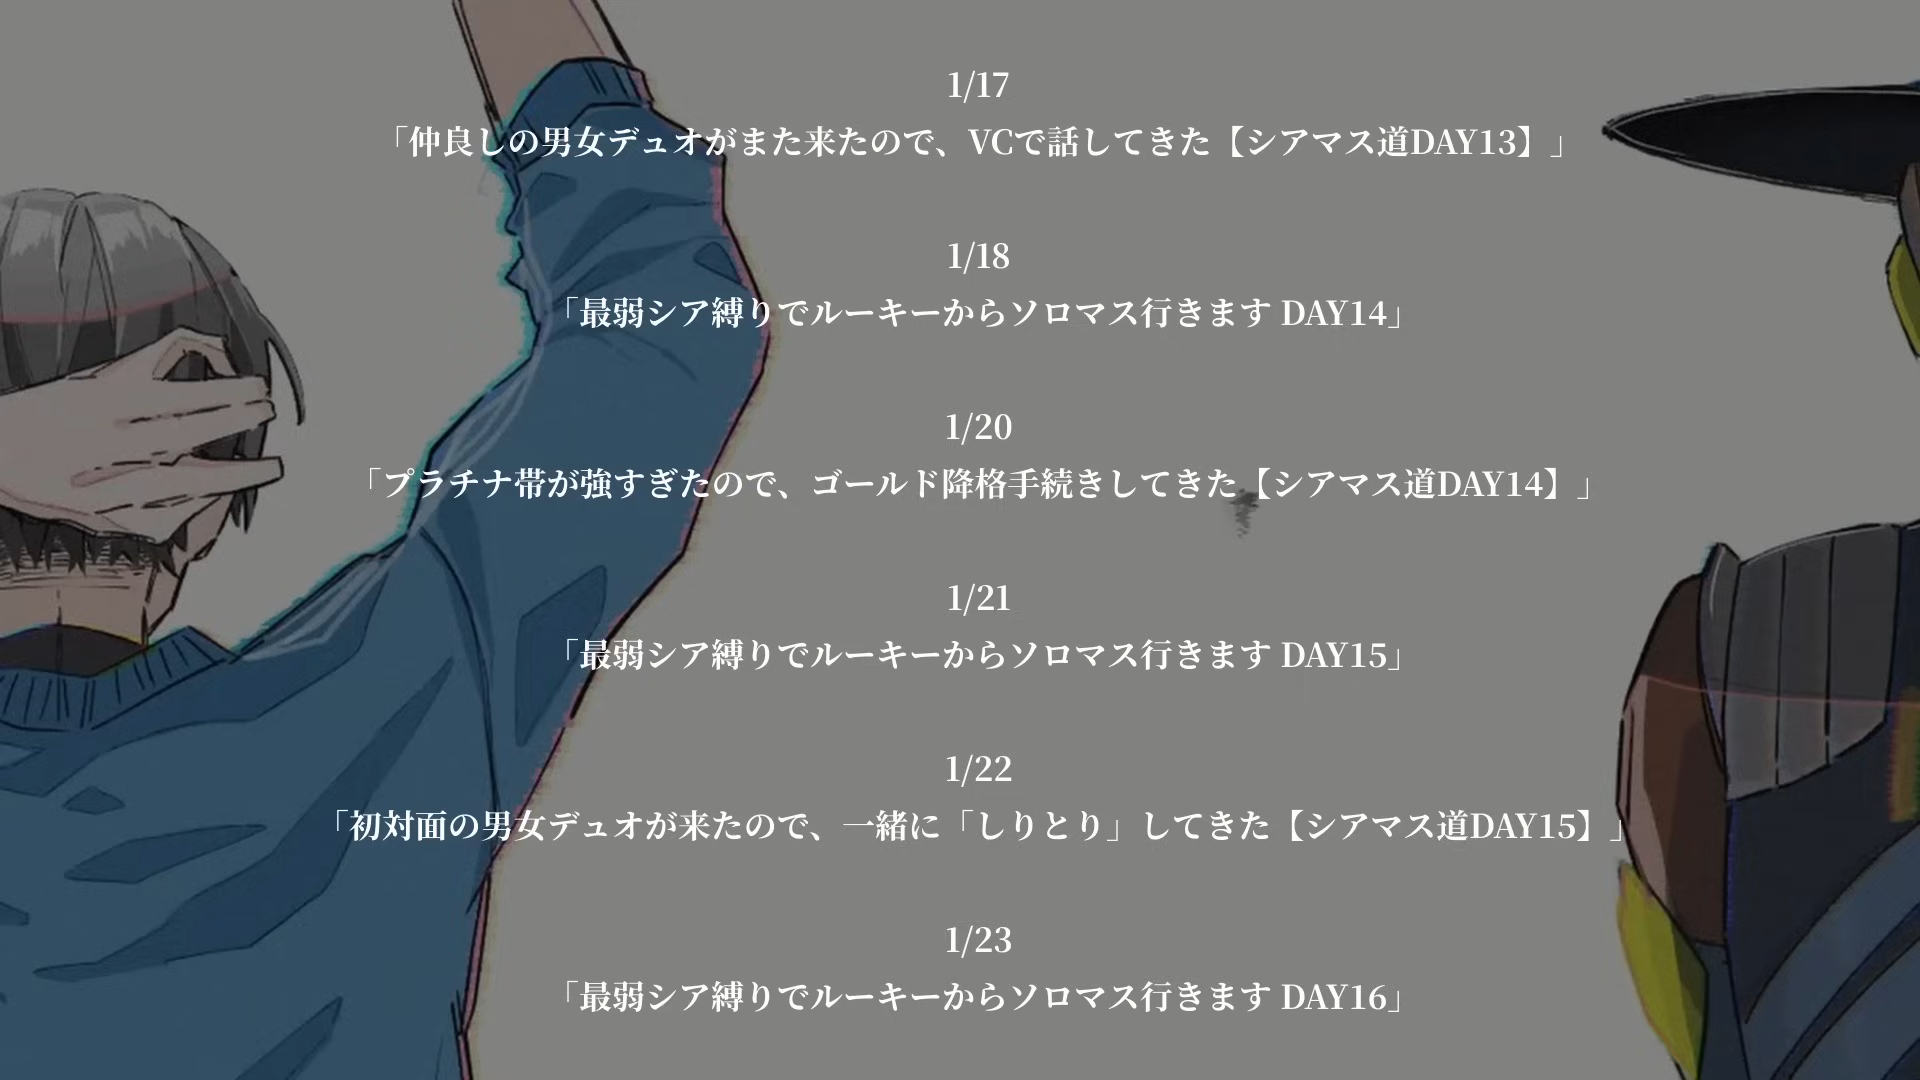 1/17
「仲良しの男女デュオがまた来たので、VCで話してきた【シアマス道DAY13】」
1/18
「最弱シア縛りでルーキーからソロマス行きます DAY14」
1/20
「プラチナ帯が強すぎたので、ゴールド降格手続きしてきた【シアマス道DAY14】」
1/21
「最弱シア縛りでルーキーからソロマス行きます DAY15」
1/22
「初対面の男女デュオが来たので、一緒に「しりとり」してきた【シアマス道DAY15】」
1/23
「最弱シア縛りでルーキーからソロマス行きます DAY16」